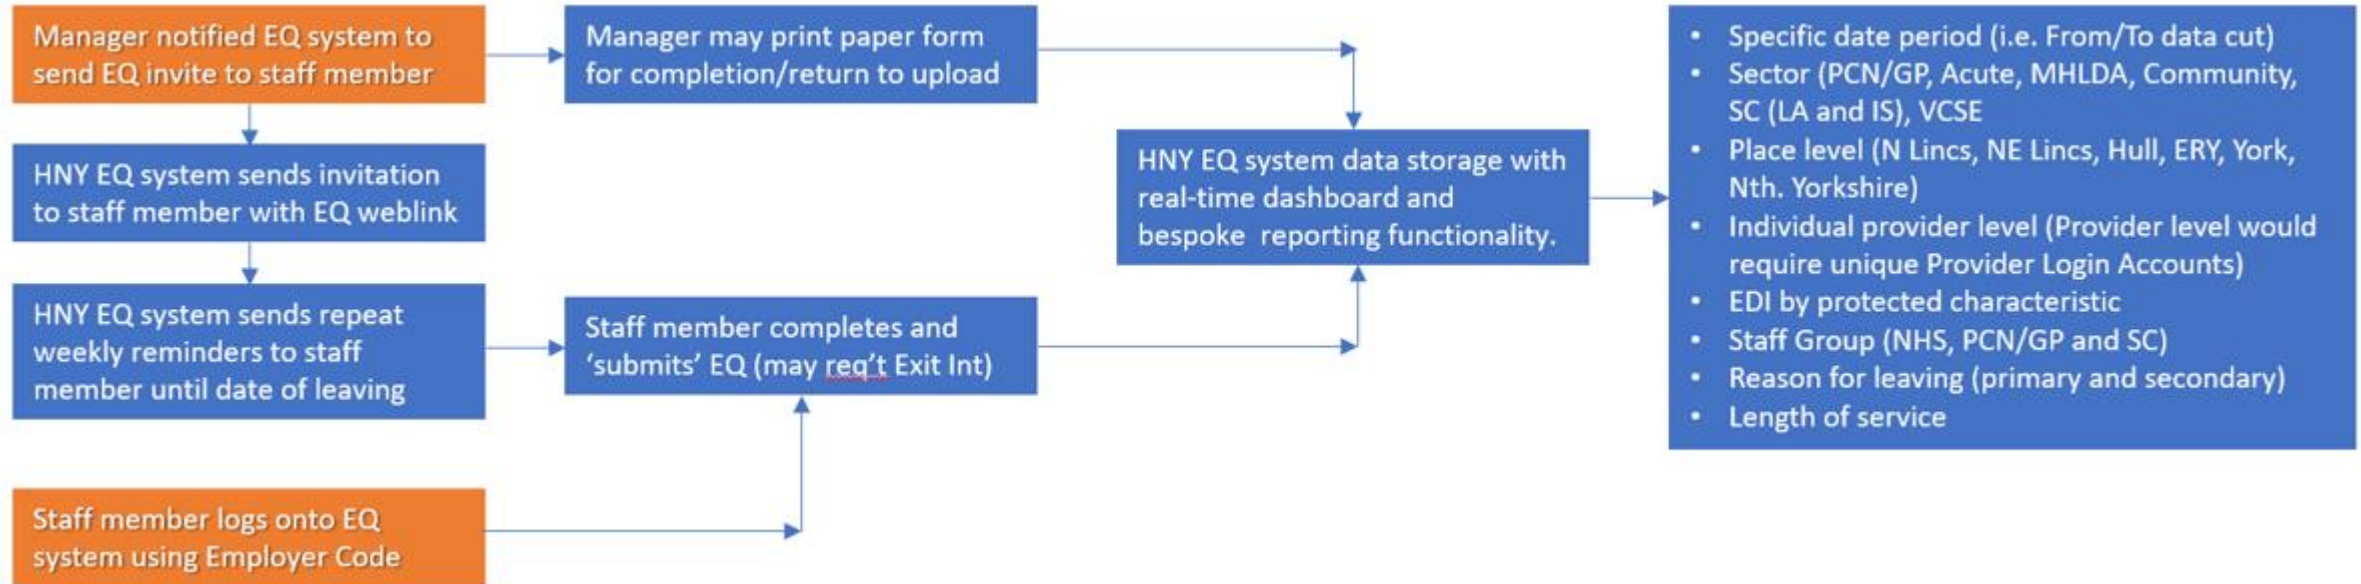 Manager notified EQ system to
send EQ invite to staff member
Manager may print paper form
for completion/return to upload
HNY EQ system sends invitation
to staff member with EQ weblink
HNY EQ system sends repeat
weekly reminders to staff
member until date of leaving
Staff member completes and
‘submits’ EQ (may req’t Exit Int)
Staff member logs onto EQ
system using Employer Code
HNY EQ system data storage with
real-time dashboard and
bespoke  reporting functionality.
• Specific date period (i.e. From/To data cut)
• Sector (PCN/GP, Acute, MHLDA, Community,
SC (LA and IS), VCSE
• Place level (N Lincs, NE Lincs, Hull, ERY, York,
Nth. Yorkshire)
• Individual provider level (Provider level would
require unique Provider Login Accounts)
• EDI by protected characteristic
• Staff Group (NHS, PCN/GP and SC)
• Reason for leaving (primary and secondary)
• Length of service